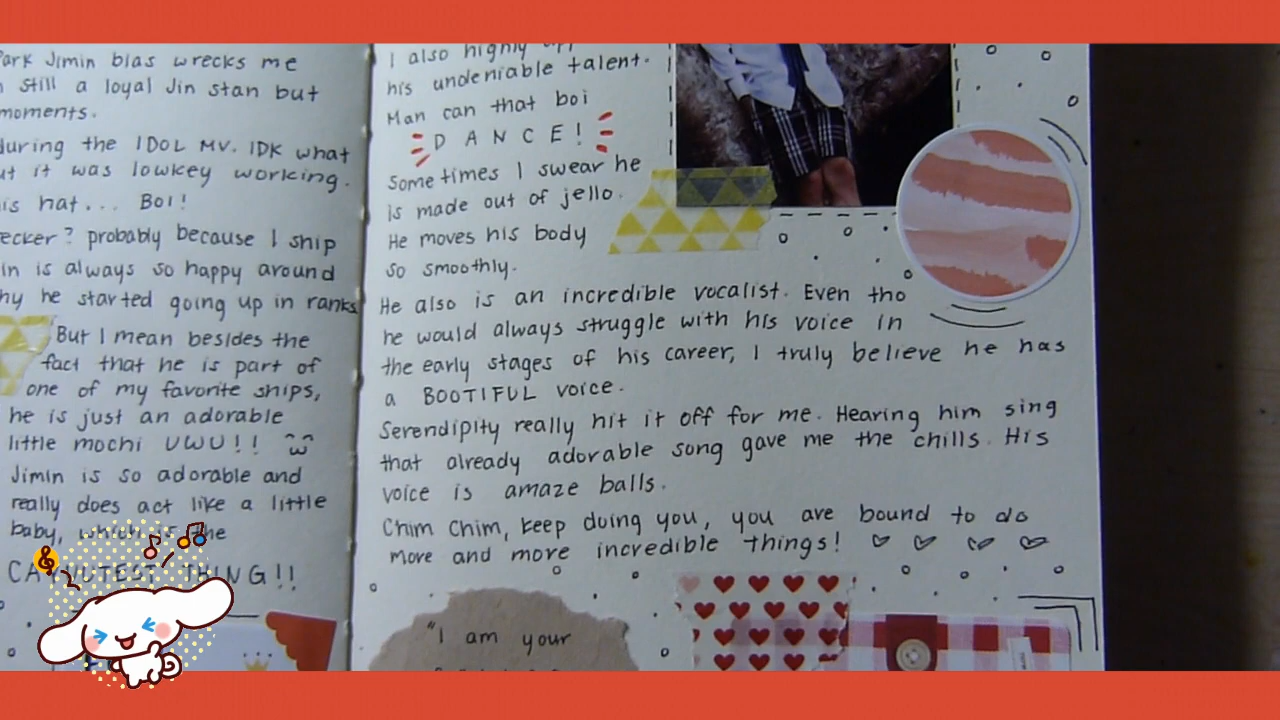 Park Jimin bias wrecks me
still a loyal Jin stan but
moments.
during the IDOL MV. IDK what
it was lowkey working.
his hat... Boi!
wrecker? probably because I ship
in is always so happy around
why he started going up in ranks
But I mean besides the
fact that he is part of
one of my favorite ships,
he is just an adorable
little mochi UWU!!
Jimin is so adorable and
really does act like a little
baby, which is the
THING!!
I also highly
his undeniable talent.
Man can that boi
DANCE!
Sometimes I swear he
is made out of jello.
He moves his body
so smoothly.
He also is an incredible vocalist. Even tho
he would always struggle with his voice in
the early stages of his career, I truly believe he has
a BOOTIFUL voice.
Serendipity really hit it off for me. Hearing him sing
that already adorable song gave me the chills. His
voice is amaze balls.
Chim Chim, keep doing you, you are bound to do
more and more incredible things!
"I am your